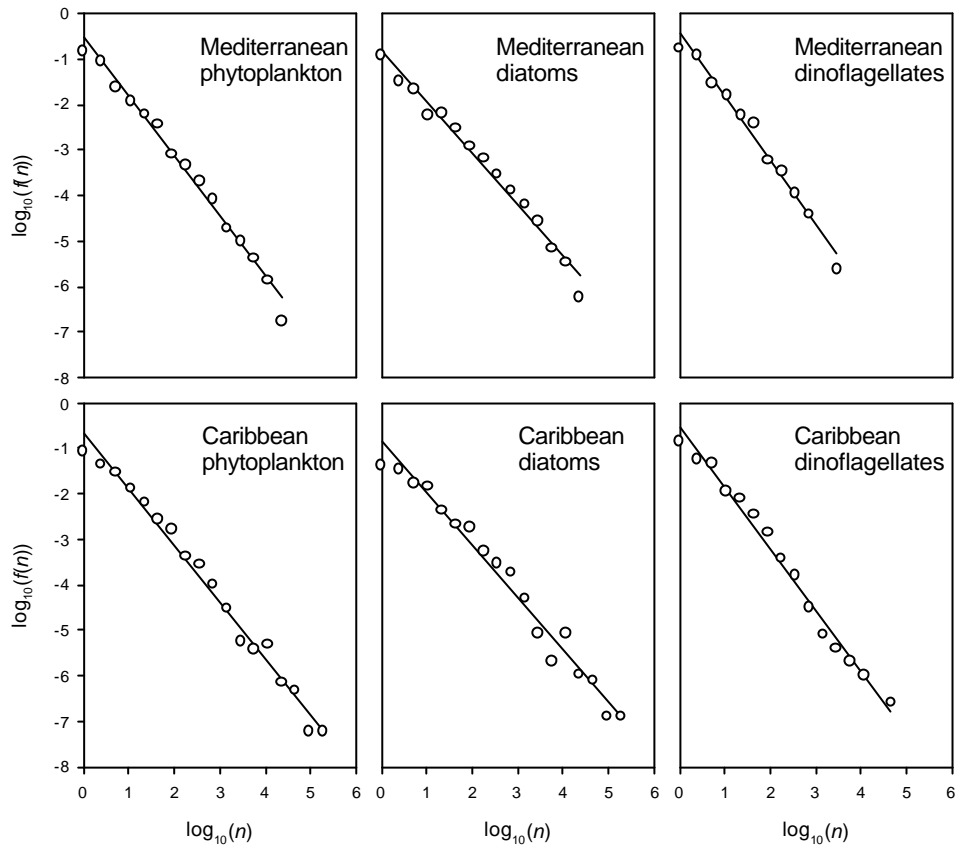 Mediterranean
phytoplankton
Mediterranean
diatoms
Mediterranean
dinoflagellates
0
-1
-2
-3
-4
-5
-6
-7
-8
log10(f(n))
Caribbean
phytoplankton
Caribbean
diatoms
Caribbean
dinoflagellates
0
-1
-2
-3
-4
-5
-6
-7
-8
log10(f(n))
0 1 2 3 4 5 6
0 1 2 3 4 5 6
0 1 2 3 4 5 6
log10(n)
log10(n)
log10(n)